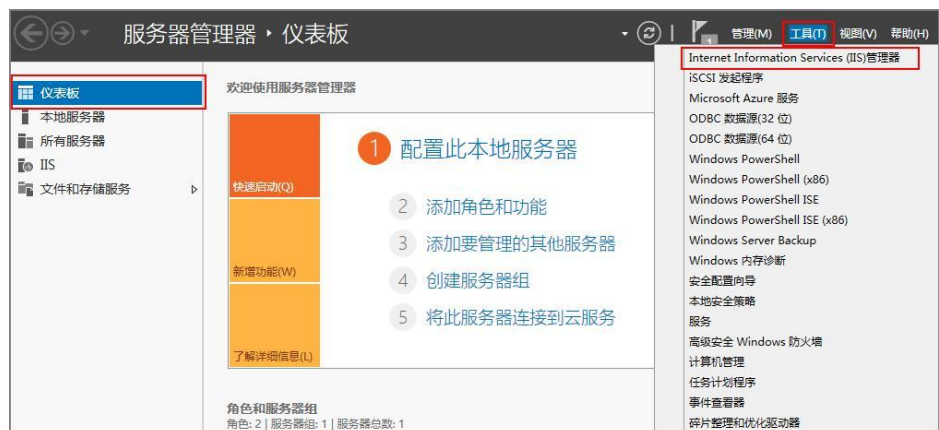 服务器管理器 · 仪表板
1
管理(M) 工具(T) 视图(V) 帮助(H)
仪表板
本地服务器
所有服务器
IIS
文件和存储服务
欢迎使用服务器管理器
快速启动(Q)
新增功能(W)
了解详细信息(L)
1 配置此本地服务器
2 添加角色和功能
3 添加要管理的其他服务器
4 创建服务器组
5 将此服务器连接到云服务
角色和服务器组
角色: 2 | 服务器组: 1 | 服务器总数: 1
Internet Information Services (IIS)管理器
iSCSI 发起程序
Microsoft Azure 服务
ODBC 数据源(32 位)
ODBC 数据源(64 位)
Windows PowerShell
Windows PowerShell (x86)
Windows PowerShell ISE
Windows PowerShell ISE (x86)
Windows Server Backup
Windows 内存诊断
安全配置向导
本地安全策略
服务
高级安全 Windows 防火墙
计算机管理
任务计划程序
事件查看器
碎片整理和优化驱动器